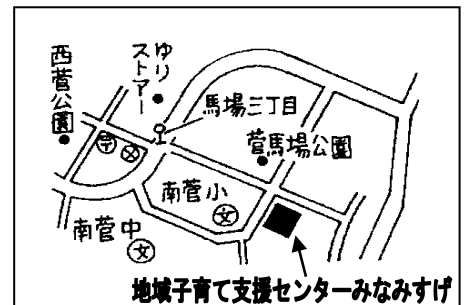 西菅公園
ゆり
ストアー
馬場三丁目
菅馬場公園
南菅小
文
南菅中
文
地域子育て支援センターみなみすげ